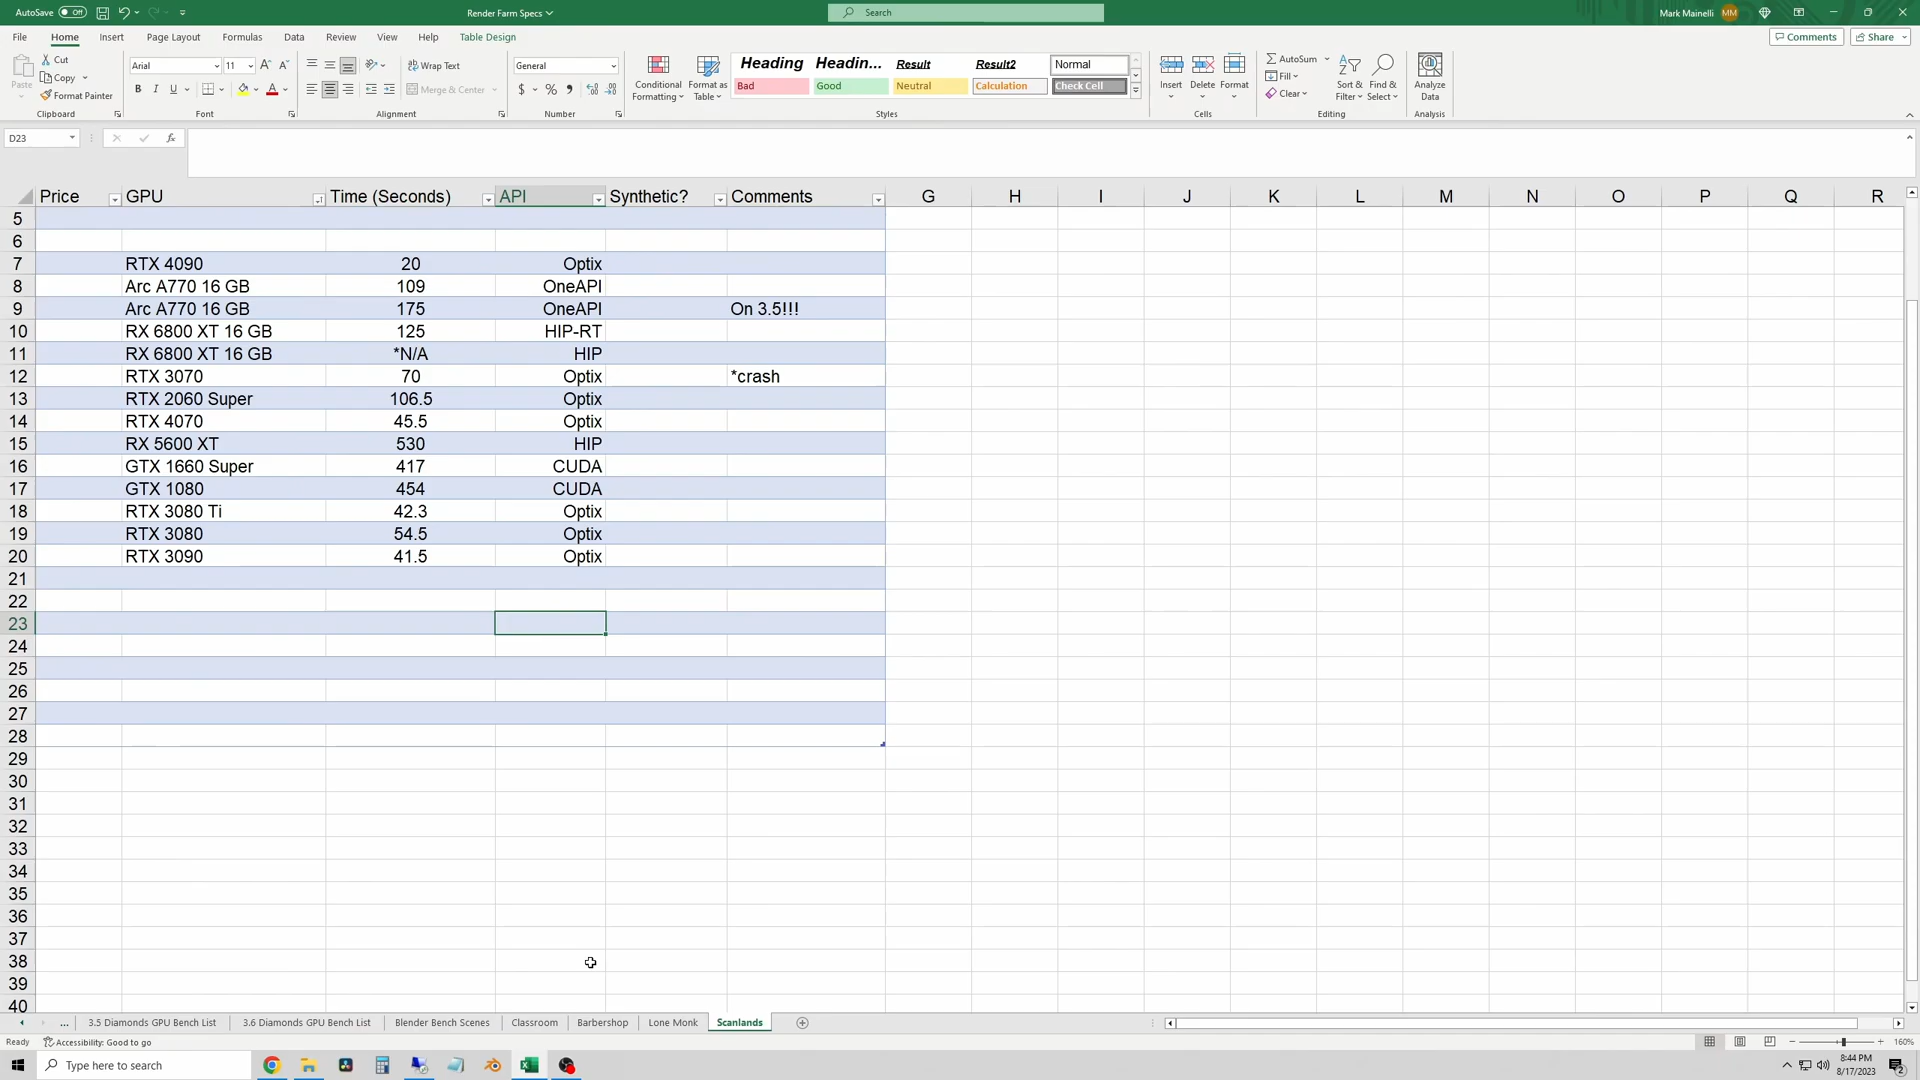 AutoSave Off Render Farm Specs Search Mark Mainelli MM
File Home Insert Page Layout Formulas Data Review View Help Table Design Comments Share
Paste Cut Copy Format Painter Clipboard
Arial 11 B I U Font
Wrap Text Merge & Center Alignment
General $ % Number
Conditional Formatting Format as Table Heading Headin... Result Result2 Normal
Bad Good Neutral Calculation Check Cell Styles
Insert Delete Format Cells
AutoSum Fill Clear Sort & Filter Find & Select Editing
Analyze Data Analysis
D23 fx
Price GPU Time (Seconds) API Synthetic? Comments G H I J K L M N O P Q R
5
6
7 RTX 4090 20 Optix
8 Arc A770 16 GB 109 OneAPI
9 Arc A770 16 GB 175 OneAPI On 3.5!!!
10 RX 6800 XT 16 GB 125 HIP-RT
11 RX 6800 XT 16 GB *N/A HIP
12 RTX 3070 70 Optix *crash
13 RTX 2060 Super 106.5 Optix
14 RTX 4070 45.5 Optix
15 RX 5600 XT 530 HIP
16 GTX 1660 Super 417 CUDA
17 GTX 1080 454 CUDA
18 RTX 3080 Ti 42.3 Optix
19 RTX 3080 54.5 Optix
20 RTX 3090 41.5 Optix
21
22
23
24
25
26
27
28
29
30
31
32
33
34
35
36
37
38
39
40
... 3.5 Diamonds GPU Bench List 3.6 Diamonds GPU Bench List Blender Bench Scenes Classroom Barbershop Lone Monk Scanlands
Ready Accessibility: Good to go 160%
Type here to search 8:44 PM
8/17/2023 2